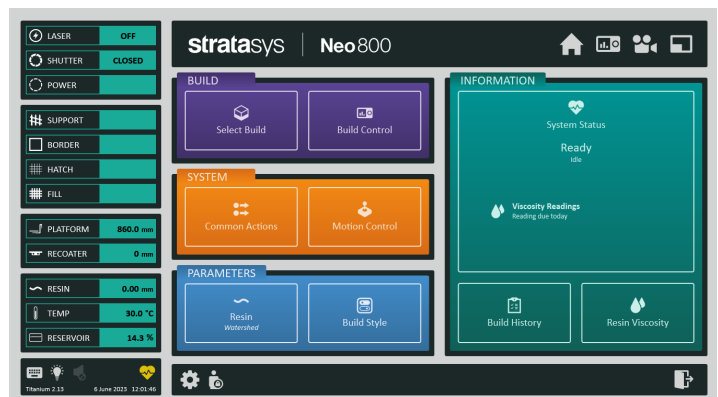 LASER OFF
SHUTTER CLOSED
POWER
SUPPORT
BORDER
HATCH
FILL
PLATFORM 860.0 mm
RECOATER 0 mm
RESIN 0.00 mm
TEMP 30.0 °C
RESERVOIR 14.3 %
Titanium 2.13 6 June 2023 12:01:46
stratasys Neo800
BUILD
Select Build
Build Control
SYSTEM
Common Actions
Motion Control
PARAMETERS
Resin
Watershed
Build Style
INFORMATION
System Status
Ready
Idle
Viscosity Readings
Reading due today
Build History
Resin Viscosity